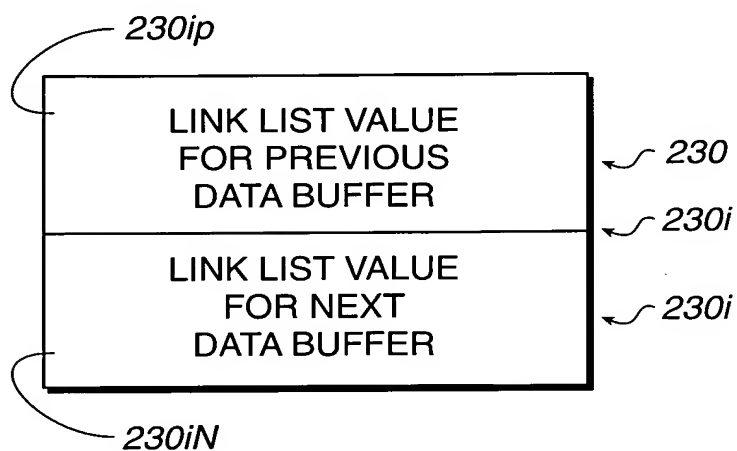 230ip
LINK LIST VALUE
FOR PREVIOUS
DATA BUFFER
230
230i
LINK LIST VALUE
FOR NEXT
DATA BUFFER
230i
230iN